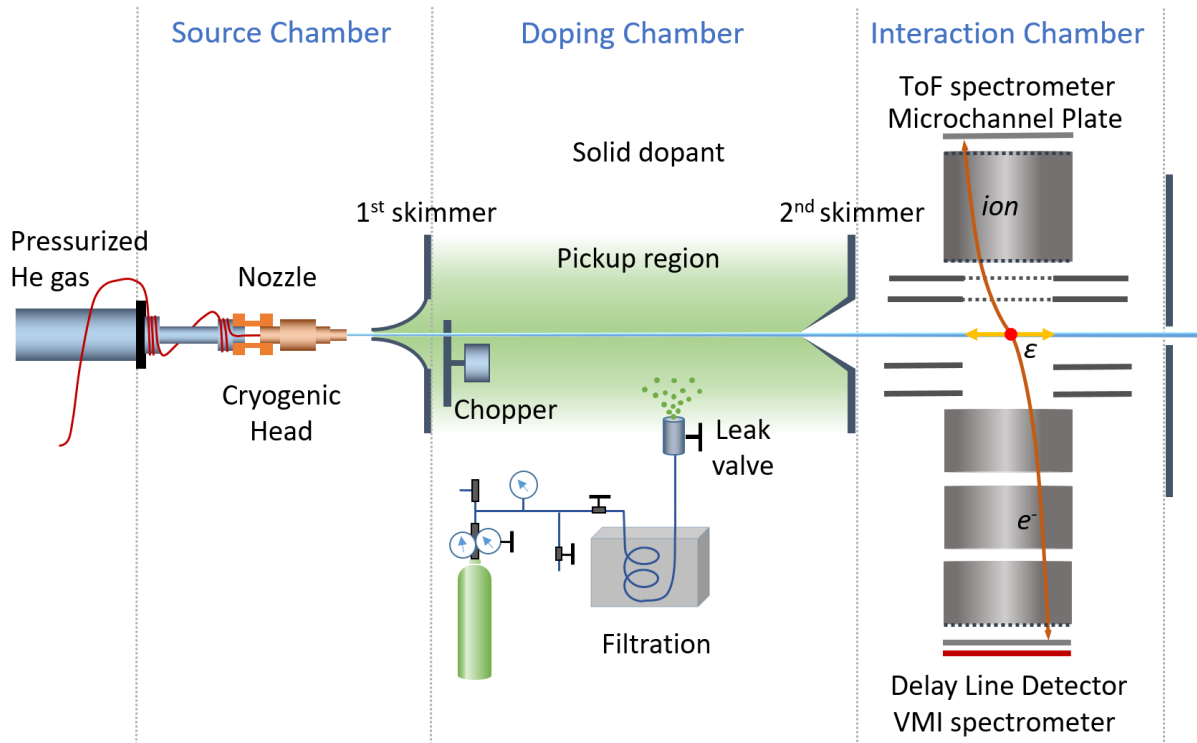 Source Chamber
Doping Chamber
Interaction Chamber
ToF spectrometer
Microchannel Plate
Solid dopant
1st skimmer
2nd skimmer
ion
Pressurized
He gas
Nozzle
Pickup region
ε
Cryogenic
Head
Chopper
Leak
valve
e-
Filtration
Delay Line Detector
VMI spectrometer